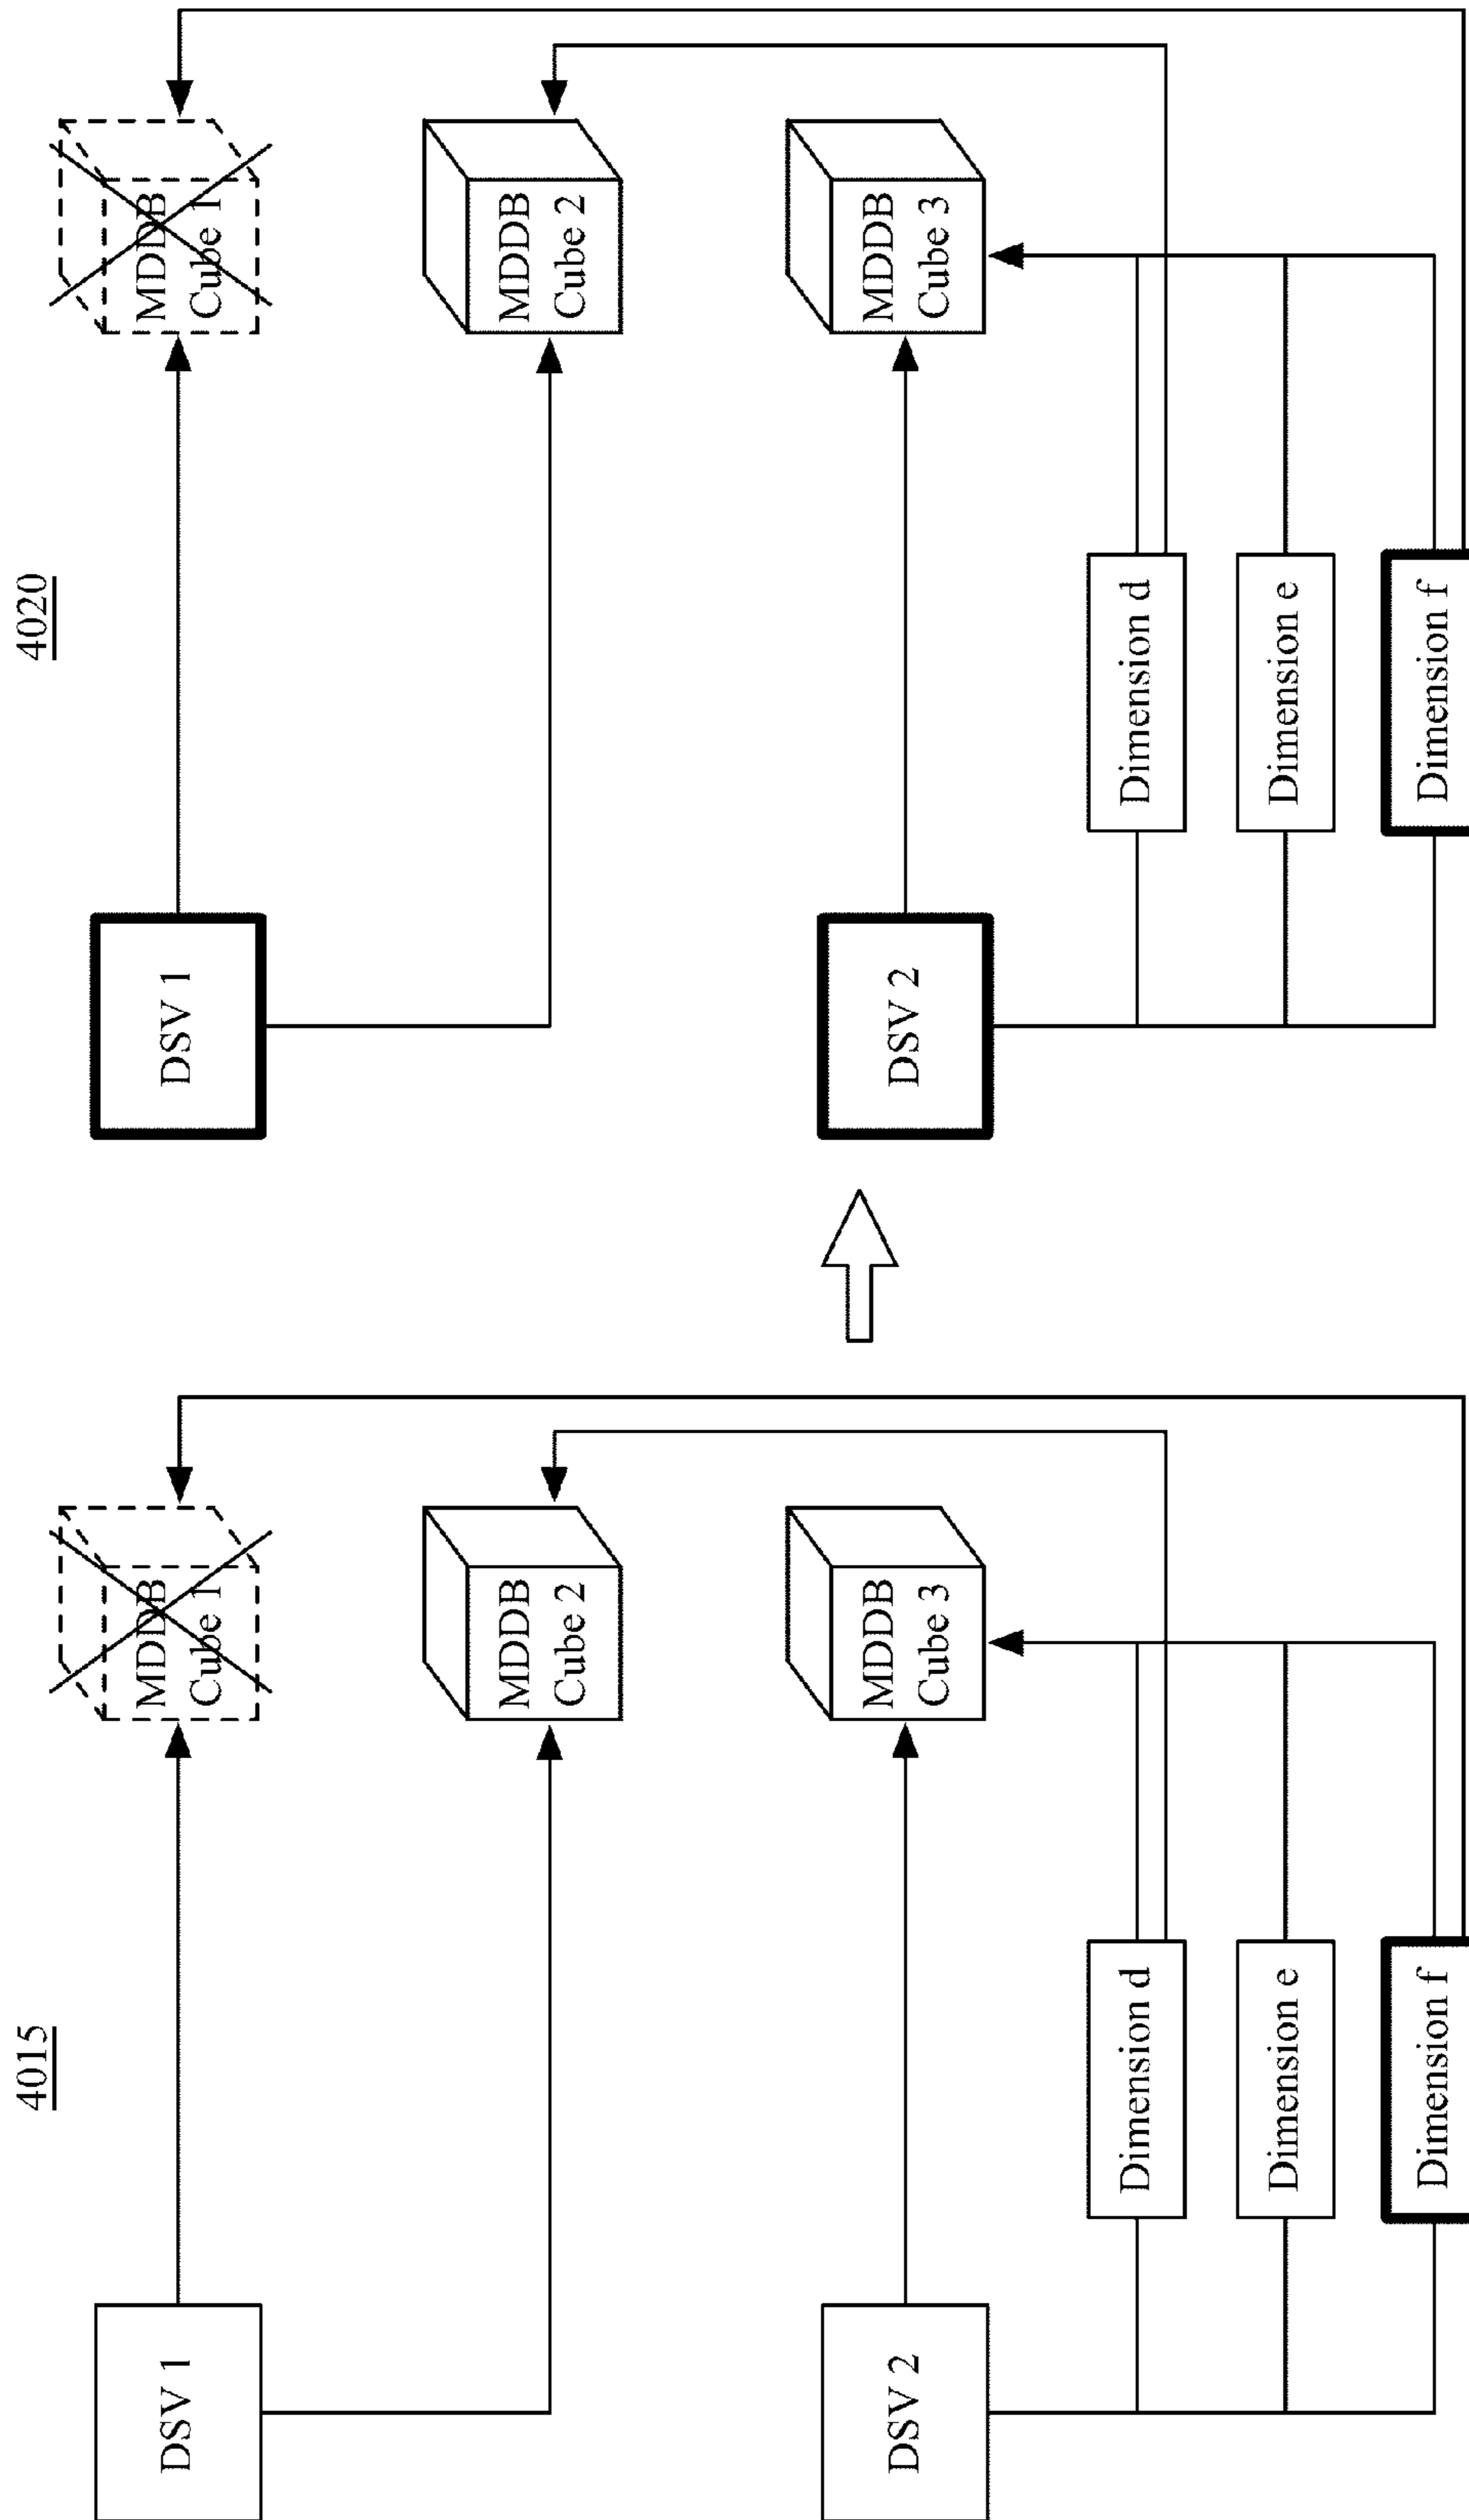 4015
DSV 1
MDDB
Cube 1
MDDB
Cube 2
DSV 2
MDDB
Cube 3
Dimension d
Dimension e
Dimension f
4020
DSV 1
MDDB
Cube 1
MDDB
Cube 2
DSV 2
MDDB
Cube 3
Dimension d
Dimension e
Dimension f